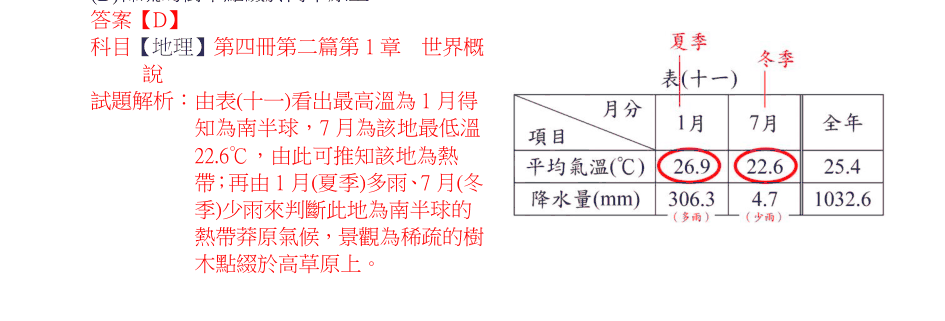 答案【D】
科目【地理】第四冊第二篇第1章　世界概
說
試題解析：由表(十一)看出最高溫為1月得
知為南半球，7月為該地最低溫
22.6℃，由此可推知該地為熱
帶；再由1月(夏季)多雨、7月(冬
季)少雨來判斷此地為南半球的
熱帶莽原氣候，景觀為稀疏的樹
木點綴於高草原上。
夏季
冬季
表(十一)
月分
項目
1月
7月
全年
平均氣溫(℃) 26.9 22.6 25.4
降水量(mm) 306.3 4.7 1032.6
（多雨） （少雨）